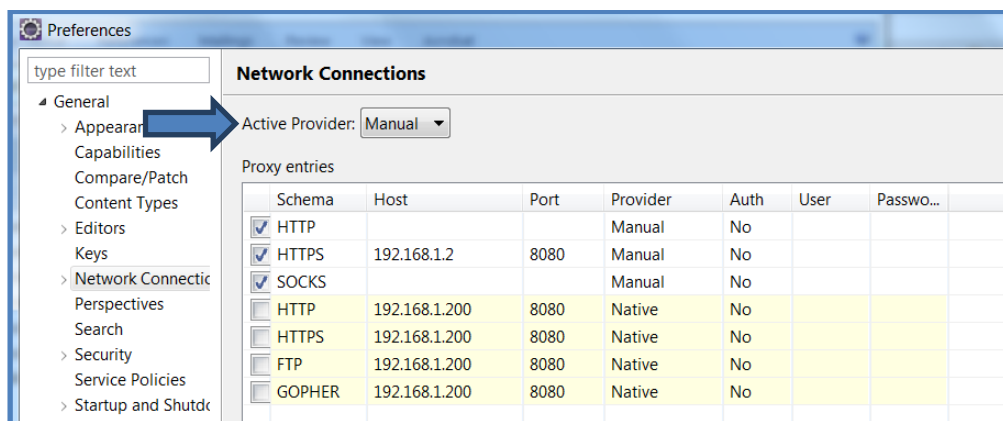 Preferences
type filter text
General
Appearan
Capabilities
Compare/Patch
Content Types
Editors
Keys
Network Connectic
Perspectives
Search
Security
Service Policies
Startup and Shutdc
Network Connections
Active Provider: Manual
Proxy entries
Schema Host Port Provider Auth User Passwo...
HTTP Manual No
HTTPS 192.168.1.2 8080 Manual No
SOCKS Manual No
HTTP 192.168.1.200 8080 Native No
HTTPS 192.168.1.200 8080 Native No
FTP 192.168.1.200 8080 Native No
GOPHER 192.168.1.200 8080 Native No